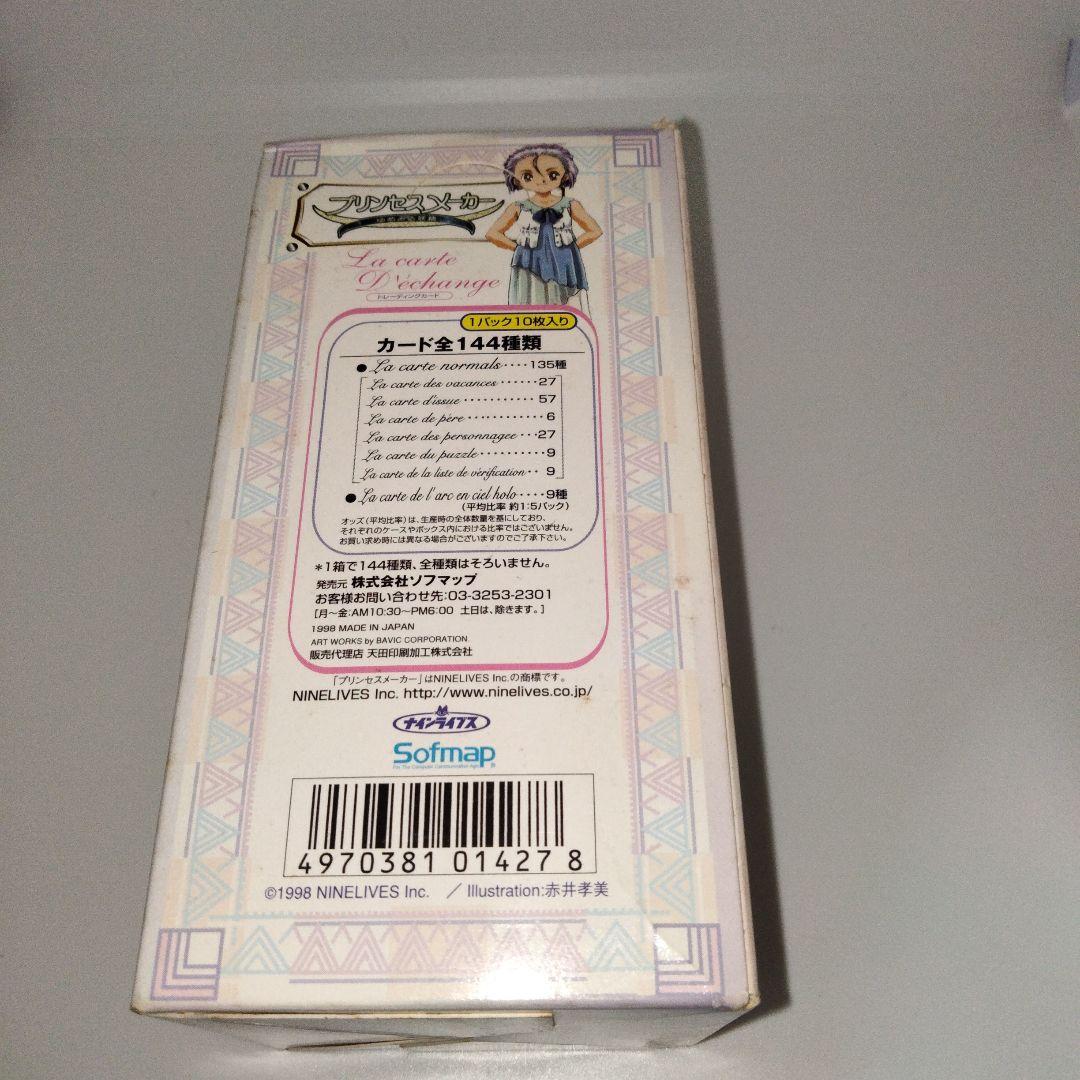 プリンセスメーカー
La carte
D'échange
トレーディングカード
1パック10枚入り
カード全144種類
●La carte normals････135種
La carte des vacances ･･････27
La carte d'issue ･･･････････57
La carte de père････････････6
La carte des personnagee･･･27
La carte du puzzle･･････････9
La carte de la liste de vérification･･9
●La carte de l'arc en ciel holo････9種
(平均比率 約1:5パック)
オッズ(平均比率)は、生産時の全体数量を基にしており、
それぞれのケースやボックス内における比率ではございません。
お買い求め時には異なる場合がございますのでご了承下さい。
*1箱で144種類、全種類はそろいません。
発売元 株式会社ソフマップ
お客様お問い合わせ先:03-3253-2301
[月～金:AM10:30～PM6:00 土日は、除きます。]
1998 MADE IN JAPAN
ART WORKS by BAVIC CORPORATION.
販売代理店 天田印刷加工株式会社
「プリンセスメーカー」はNINELIVES Inc.の商標です。
NINELIVES Inc. http://www.ninelives.co.jp/
ナインライブス
Sofmap
For The Computer Communication Age
4970381 014278
©1998 NINELIVES Inc. ／Illustration:赤井孝美